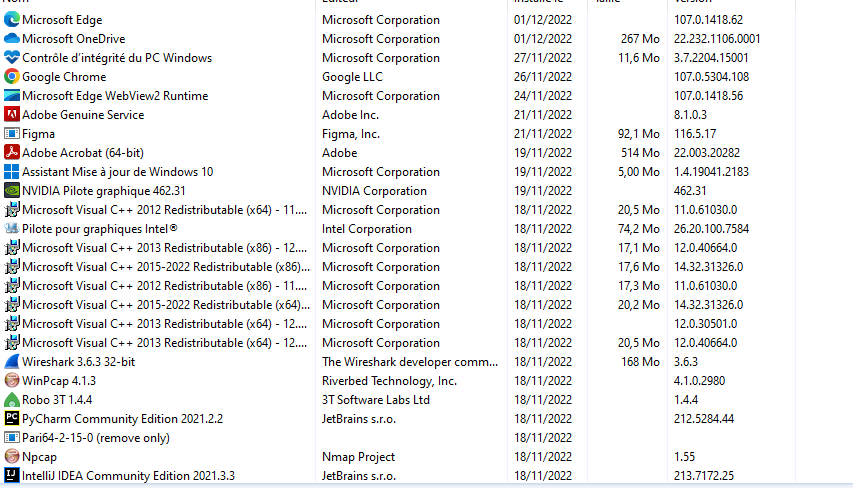 Nom Éditeur Installé le Taille Version
Microsoft Edge Microsoft Corporation 01/12/2022 107.0.1418.62
Microsoft OneDrive Microsoft Corporation 01/12/2022 267 Mo 22.232.1106.0001
Contrôle d'intégrité du PC Windows Microsoft Corporation 27/11/2022 11,6 Mo 3.7.2204.15001
Google Chrome Google LLC 26/11/2022 107.0.5304.108
Microsoft Edge WebView2 Runtime Microsoft Corporation 24/11/2022 107.0.1418.56
Adobe Genuine Service Adobe Inc. 21/11/2022 8.1.0.3
Figma Figma, Inc. 21/11/2022 92,1 Mo 116.5.17
Adobe Acrobat (64-bit) Adobe 19/11/2022 514 Mo 22.003.20282
Assistant Mise à jour de Windows 10 Microsoft Corporation 19/11/2022 5,00 Mo 1.4.19041.2183
NVIDIA Pilote graphique 462.31 NVIDIA Corporation 19/11/2022 462.31
Microsoft Visual C++ 2012 Redistributable (x64) - 11.... Microsoft Corporation 18/11/2022 20,5 Mo 11.0.61030.0
Pilote pour graphiques Intel® Intel Corporation 18/11/2022 74,2 Mo 26.20.100.7584
Microsoft Visual C++ 2013 Redistributable (x86) - 12.... Microsoft Corporation 18/11/2022 17,1 Mo 12.0.40664.0
Microsoft Visual C++ 2015-2022 Redistributable (x86)... Microsoft Corporation 18/11/2022 17,6 Mo 14.32.31326.0
Microsoft Visual C++ 2012 Redistributable (x86) - 11.... Microsoft Corporation 18/11/2022 17,3 Mo 11.0.61030.0
Microsoft Visual C++ 2015-2022 Redistributable (x64)... Microsoft Corporation 18/11/2022 20,2 Mo 14.32.31326.0
Microsoft Visual C++ 2013 Redistributable (x64) - 12.... Microsoft Corporation 18/11/2022 12.0.30501.0
Microsoft Visual C++ 2013 Redistributable (x64) - 12.... Microsoft Corporation 18/11/2022 20,5 Mo 12.0.40664.0
Wireshark 3.6.3 32-bit The Wireshark developer comm... 18/11/2022 168 Mo 3.6.3
WinPcap 4.1.3 Riverbed Technology, Inc. 18/11/2022 4.1.0.2980
Robo 3T 1.4.4 3T Software Labs Ltd 18/11/2022 1.4.4
PyCharm Community Edition 2021.2.2 JetBrains s.r.o. 18/11/2022 212.5284.44
Pari64-2-15-0 (remove only) 18/11/2022
Npcap Nmap Project 18/11/2022 1.55
IntelliJ IDEA Community Edition 2021.3.3 JetBrains s.r.o. 18/11/2022 213.7172.25